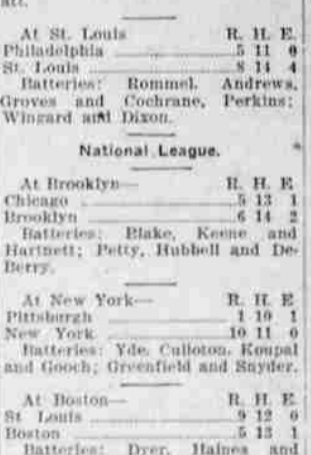 att.
At St. Louis R. H. E.
Philadelphia 5 11 0
St. Louis 8 14 4
Batteries: Rommel, Andrews,
Groves and Cochrane, Perkins;
Wingard and Dixon.
National League.
At Brooklyn— R. H. E.
Chicago 5 13 1
Brooklyn 6 14 2
Batteries: Blake, Keene and
Hartnett; Petty, Hubbell and De-
Berry.
At New York— R. H. E.
Pittsburgh 1 10 1
New York 10 11 0
Batteries: Yde, Culloton, Koupal
and Gooch; Greenfield and Snyder.
At Boston— R. H. E.
St Louis 9 12 0
Boston 5 13 1
Batteries: Dyer, Haines and